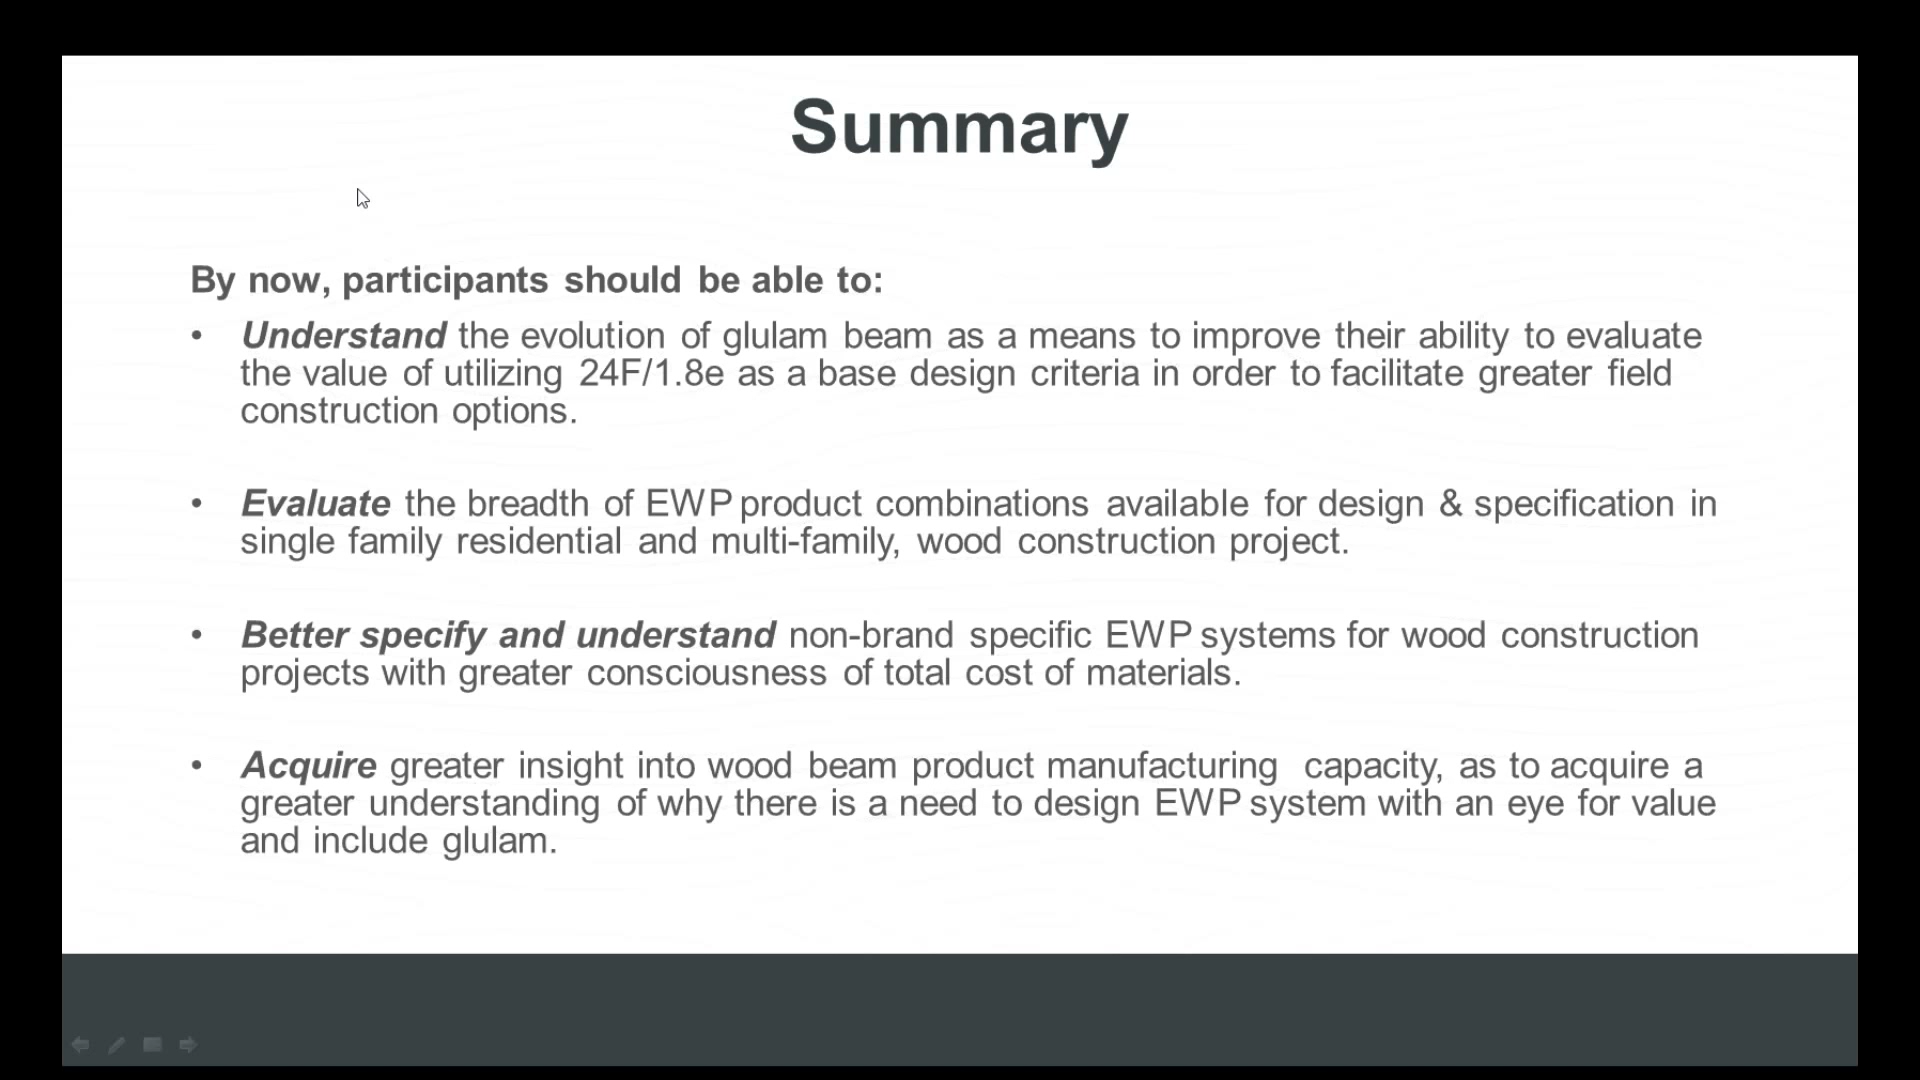 Summary
By now, participants should be able to:
• Understand the evolution of glulam beam as a means to improve their ability to evaluate
the value of utilizing 24F/1.8e as a base design criteria in order to facilitate greater field
construction options.
• Evaluate the breadth of EWP product combinations available for design & specification in
single family residential and multi-family, wood construction project.
• Better specify and understand non-brand specific EWP systems for wood construction
projects with greater consciousness of total cost of materials.
• Acquire greater insight into wood beam product manufacturing capacity, as to acquire a
greater understanding of why there is a need to design EWP system with an eye for value
and include glulam.